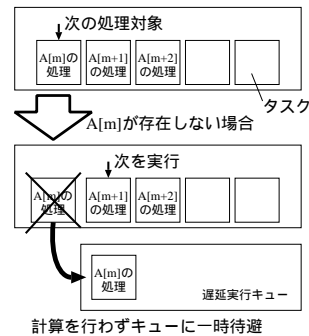 次の処理対象
A[m]の
処理
A[m+1]
の処理
A[m+2]
の処理
タスク
A[m]が存在しない場合
次を実行
A[m]の
処理
A[m+1]
の処理
A[m+2]
の処理
A[m]の
処理
遅延実行キュー
計算を行わずキューに一時待避